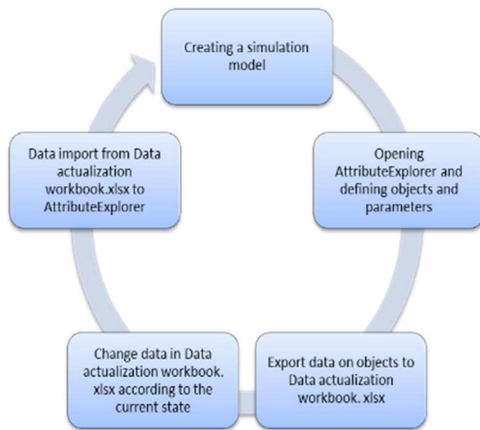 Creating a simulation
model
Opening
AttributeExplorer and
defining objects and
parameters
Export data on objects to
Data actualization
workbook. xlsx
Change data in Data
actualization workbook.
xlsx according to the
current state
Data import from Data
actualization
workbook.xlsx to
AttributeExplorer